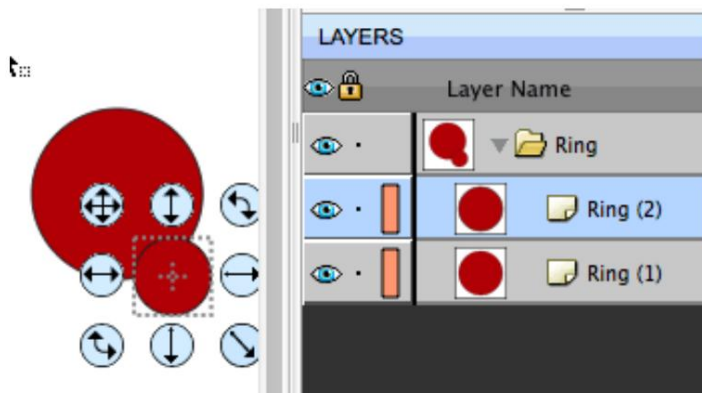 LAYERS
Layer Name
Ring
Ring (2)
Ring (1)